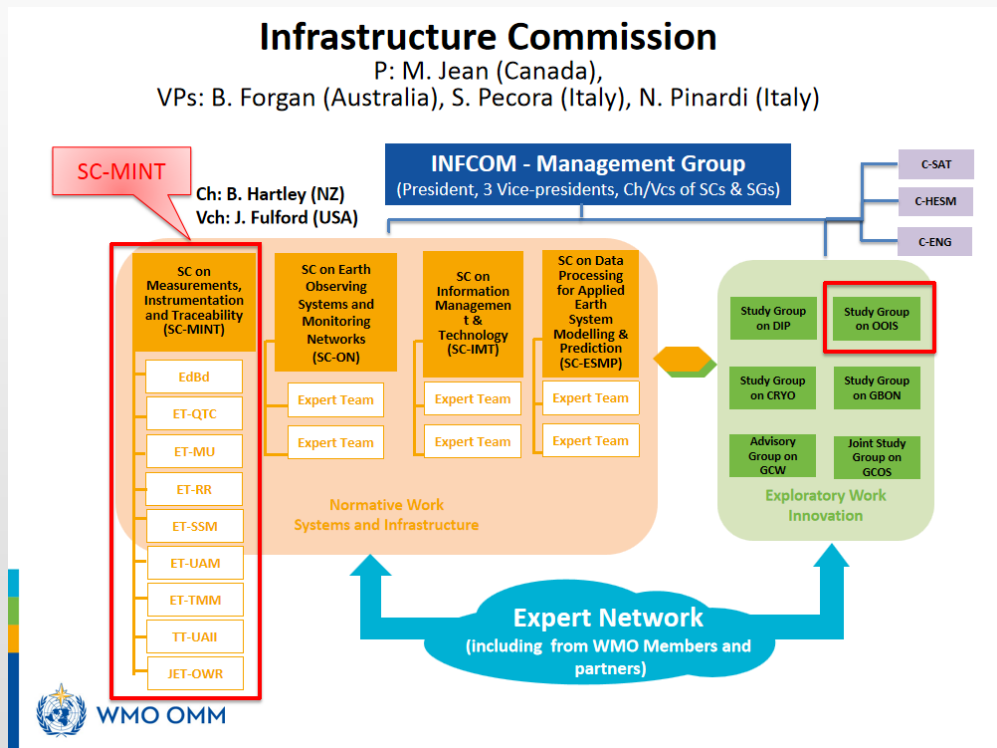 Infrastructure Commission
P: M. Jean (Canada),
VPs: B. Forgan (Australia), S. Pecora (Italy), N. Pinardi (Italy)
SC-MINT
Ch: B. Hartley (NZ)
Vch: J. Fulford (USA)
INFCOM - Management Group
(President, 3 Vice-presidents, Ch/Vcs of SCs & SGs)
C-SAT
C-HESM
C-ENG
SC on
Measurements,
Instrumentation
and Traceability
(SC-MINT)
EdBd
ET-QTC
ET-MU
ET-RR
ET-SSM
ET-UAM
ET-TMM
TT-UAII
JET-OWR
SC on Earth
Observing
Systems and
Monitoring
Networks
(SC-ON)
Expert Team
Expert Team
SC on
Information
Managemen
t &
Technology
(SC-IMT)
Expert Team
Expert Team
SC on Data
Processing
for Applied
Earth
System
Modelling &
Prediction
(SC-ESMP)
Expert Team
Expert Team
Normative Work
Systems and Infrastructure
Study Group
on DIP
Study Group
on OOIS
Study Group
on CRYO
Study Group
on GBON
Advisory
Group on
GCW
Joint Study
Group on
GCOS
Exploratory Work
Innovation
Expert Network
(including from WMO Members and
partners)
WMO OMM